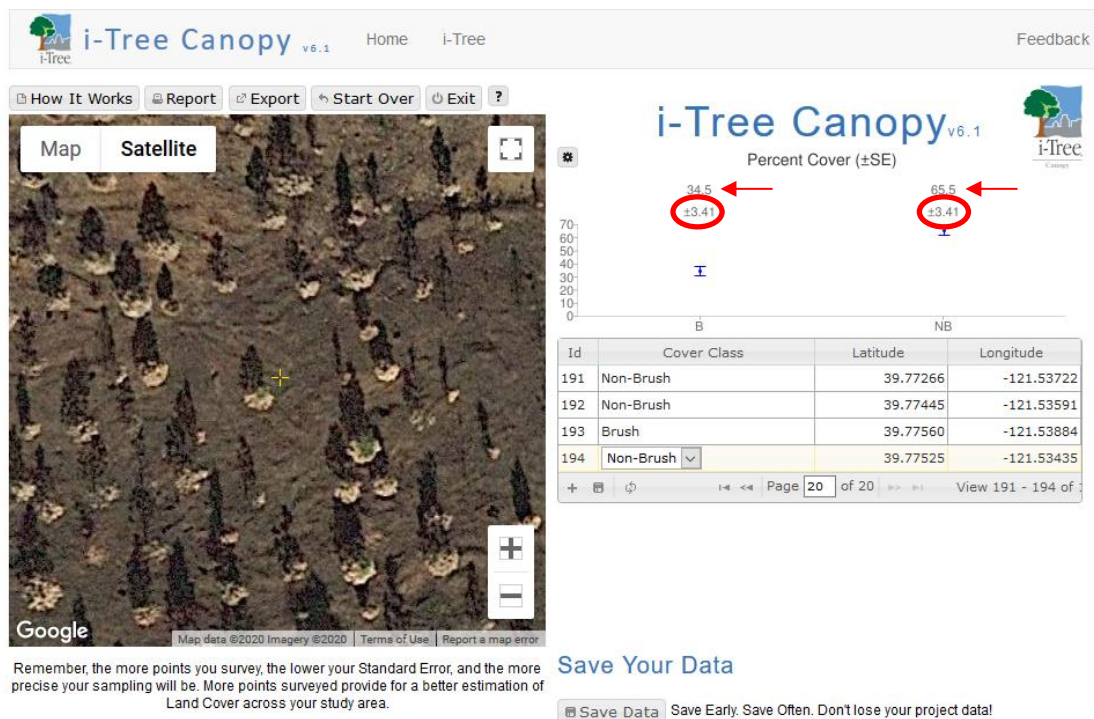 i-Tree
i-Tree Canopy v6.1 Home i-Tree Feedback
How It Works Report Export Start Over Exit ?
Map Satellite
i-Tree Canopy v6.1
i-Tree
Canopy
Percent Cover (±SE)
34.5 65.5
±3.41 ±3.41
70
60
50
40
30
20
10
0
B NB
Id Cover Class Latitude Longitude
191 Non-Brush 39.77266 -121.53722
192 Non-Brush 39.77445 -121.53591
193 Brush 39.77560 -121.53884
194 Non-Brush 39.77525 -121.53435
Page 20 of 20 View 191 - 194 of
Google
Map data ©2020 Imagery ©2020 Terms of Use Report a map error
Remember, the more points you survey, the lower your Standard Error, and the more
precise your sampling will be. More points surveyed provide for a better estimation of
Land Cover across your study area.
Save Your Data
Save Data Save Early. Save Often. Don't lose your project data!